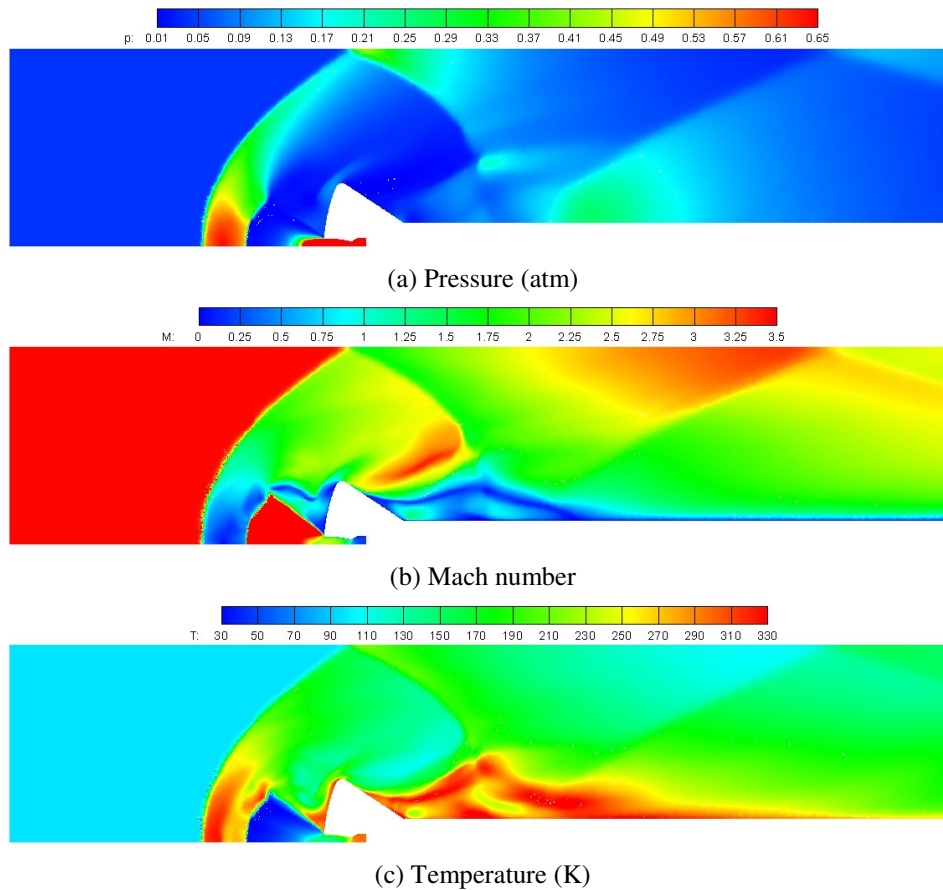 p: 0.01 0.05 0.09 0.13 0.17 0.21 0.25 0.29 0.33 0.37 0.41 0.45 0.49 0.53 0.57 0.61 0.65
(a) Pressure (atm)
M: 0 0.25 0.5 0.75 1 1.25 1.5 1.75 2 2.25 2.5 2.75 3 3.25 3.5
(b) Mach number
T: 30 50 70 90 110 130 150 170 190 210 230 250 270 290 310 330
(c) Temperature (K)